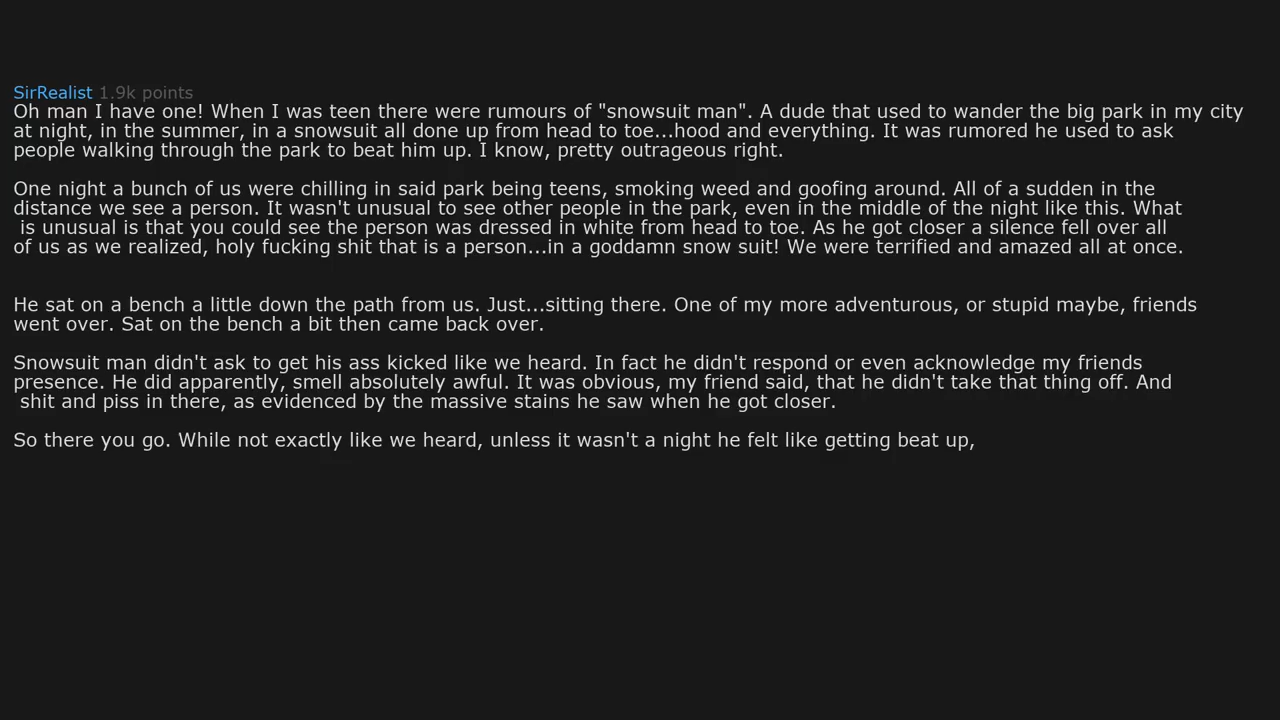 SirRealist 1.9k points
Oh man I have one! When I was teen there were rumours of "snowsuit man". A dude that used to wander the big park in my city
at night, in the summer, in a snowsuit all done up from head to toe...hood and everything. It was rumored he used to ask
people walking through the park to beat him up. I know, pretty outrageous right.
One night a bunch of us were chilling in said park being teens, smoking weed and goofing around. All of a sudden in the
distance we see a person. It wasn't unusual to see other people in the park, even in the middle of the night like this. What
is unusual is that you could see the person was dressed in white from head to toe. As he got closer a silence fell over all
of us as we realized, holy fucking shit that is a person...in a goddamn snow suit! We were terrified and amazed all at once.
He sat on a bench a little down the path from us. Just...sitting there. One of my more adventurous, or stupid maybe, friends
went over. Sat on the bench a bit then came back over.
Snowsuit man didn't ask to get his ass kicked like we heard. In fact he didn't respond or even acknowledge my friends
presence. He did apparently, smell absolutely awful. It was obvious, my friend said, that he didn't take that thing off. And
shit and piss in there, as evidenced by the massive stains he saw when he got closer.
So there you go. While not exactly like we heard, unless it wasn't a night he felt like getting beat up,